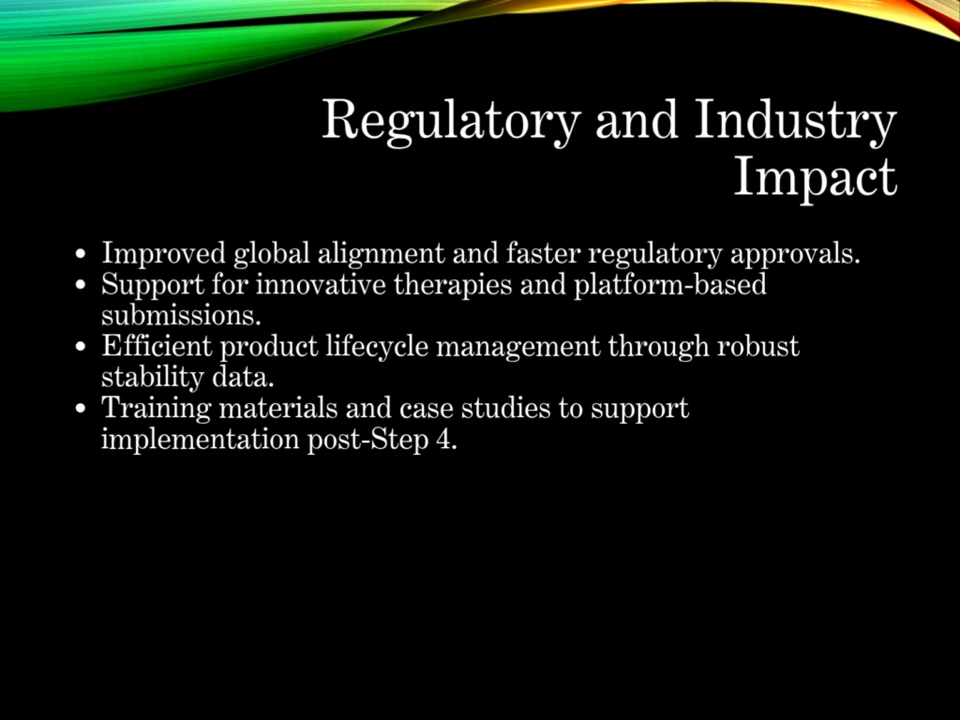 Regulatory and Industry
Impact
• Improved global alignment and faster regulatory approvals.
• Support for innovative therapies and platform-based
submissions.
• Efficient product lifecycle management through robust
stability data.
• Training materials and case studies to support
implementation post-Step 4.